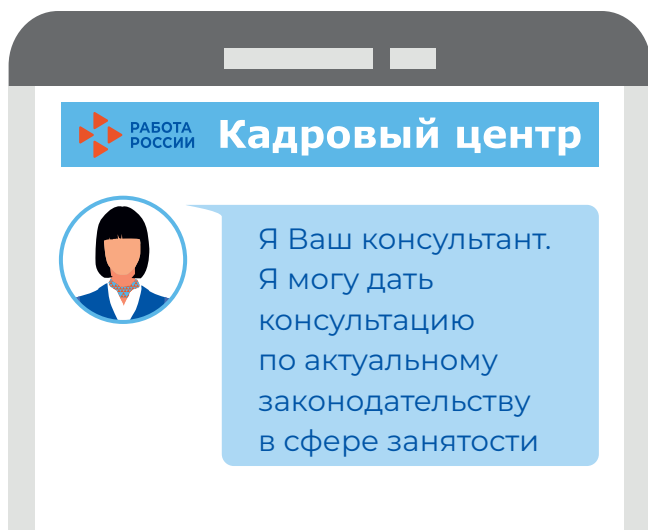 РАБОТА
РОССИИ
Кадровый центр
Я Ваш консультант.
Я могу дать
консультацию
по актуальному
законодательству
в сфере занятости